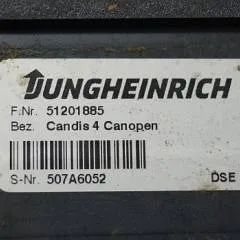 JUNGHEINRICH
F.Nr. 51201885
Bez. Candis 4 Canopen
S-Nr. 507A6052 DSE